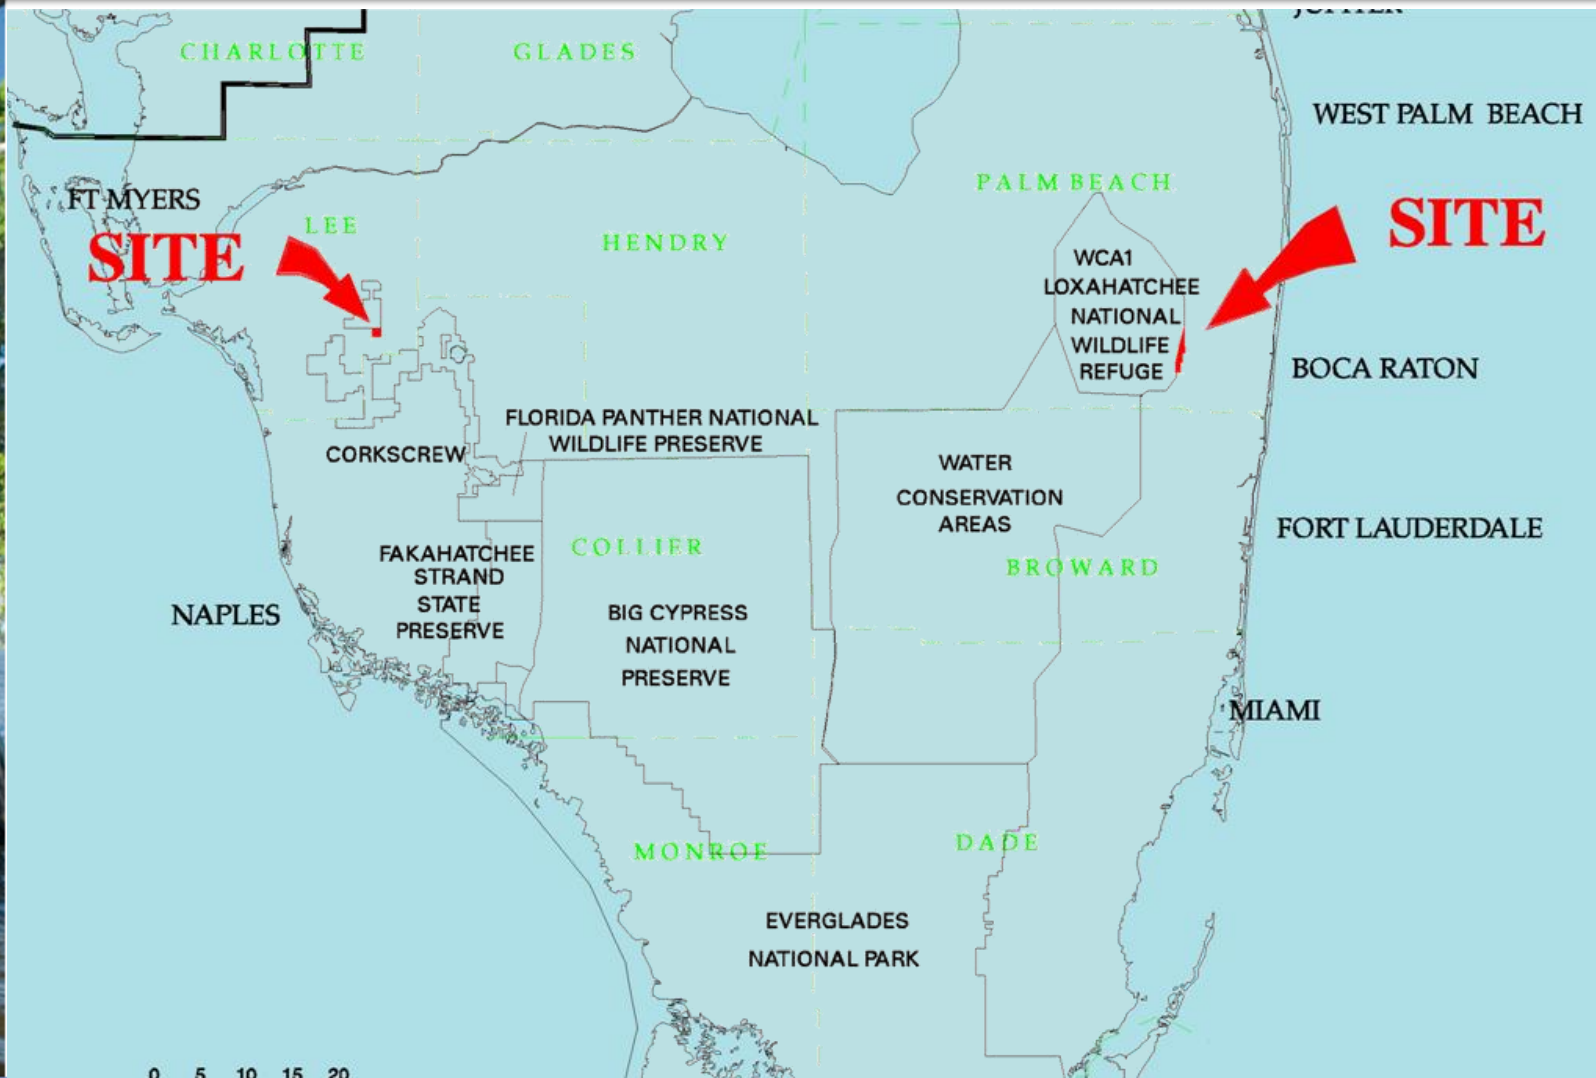 JUPITER
CHARLOTTE
GLADES
WEST PALM BEACH
PALM BEACH
FT MYERS
LEE
SITE
SITE
HENDRY
WCA1
LOXAHATCHEE
NATIONAL
WILDLIFE
REFUGE
BOCA RATON
FLORIDA PANTHER NATIONAL
WILDLIFE PRESERVE
CORKSCREW
WATER
CONSERVATION
AREAS
FORT LAUDERDALE
FAKAHATCHEE
STRAND
STATE
PRESERVE
COLLIER
BROWARD
NAPLES
BIG CYPRESS
NATIONAL
PRESERVE
MIAMI
MONROE
DADE
EVERGLADES
NATIONAL PARK
0 5 10 15 20